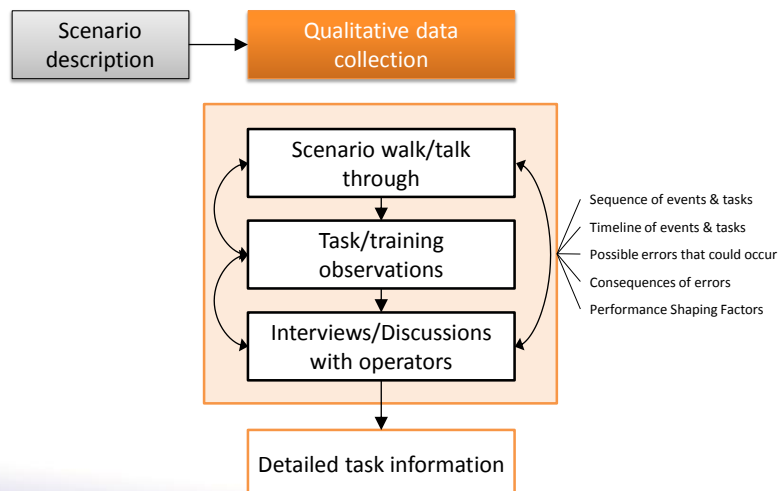 Scenario
description
Qualitative data
collection
Scenario walk/talk
through
Task/training
observations
Interviews/Discussions
with operators
Sequence of events & tasks
Timeline of events & tasks
Possible errors that could occur
Consequences of errors
Performance Shaping Factors
Detailed task information